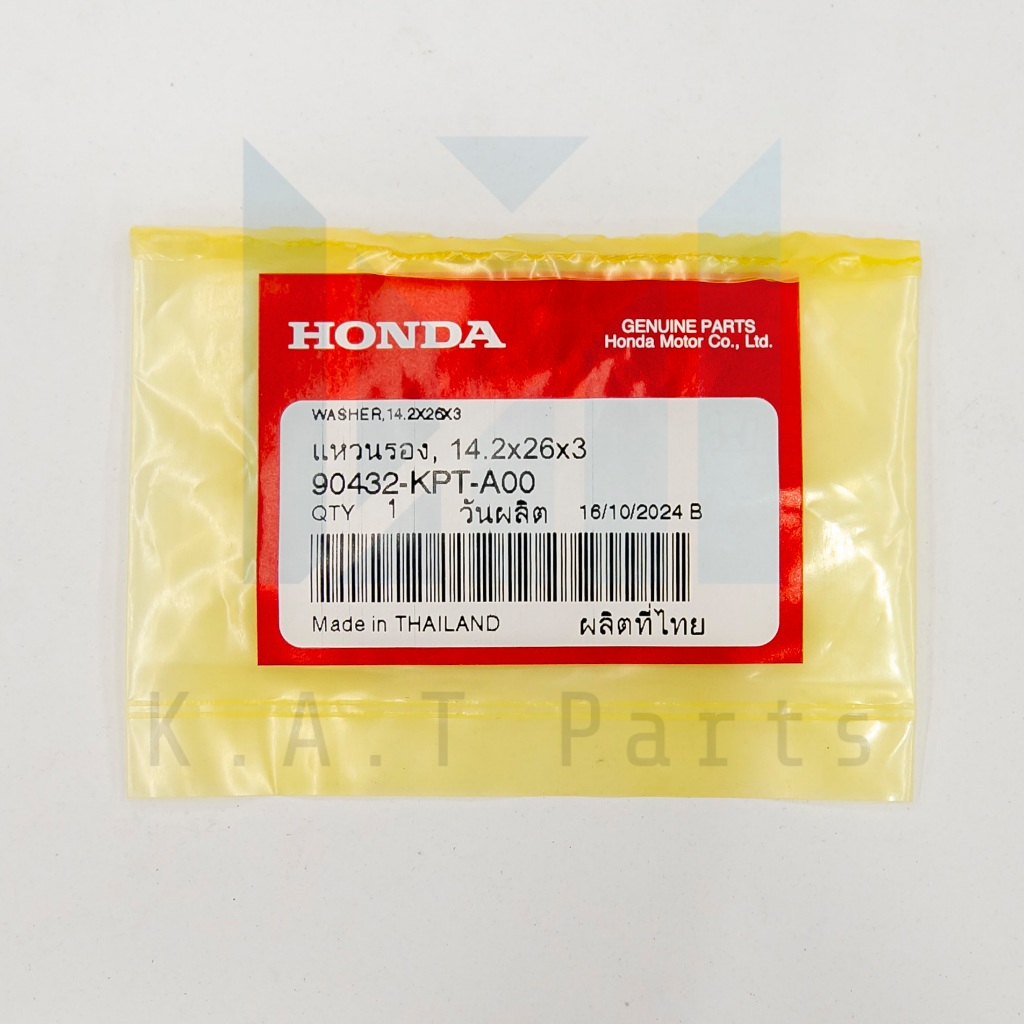 HONDA
GENUINE PARTS
Honda Motor Co., Ltd.
WASHER,14.2X26X3
แหวนรอง, 14.2x26x3
90432-KPT-A00
QTY 1 วันผลิต 16/10/2024 B
Made in THAILAND ผลิตที่ไทย
K.A.T Parts